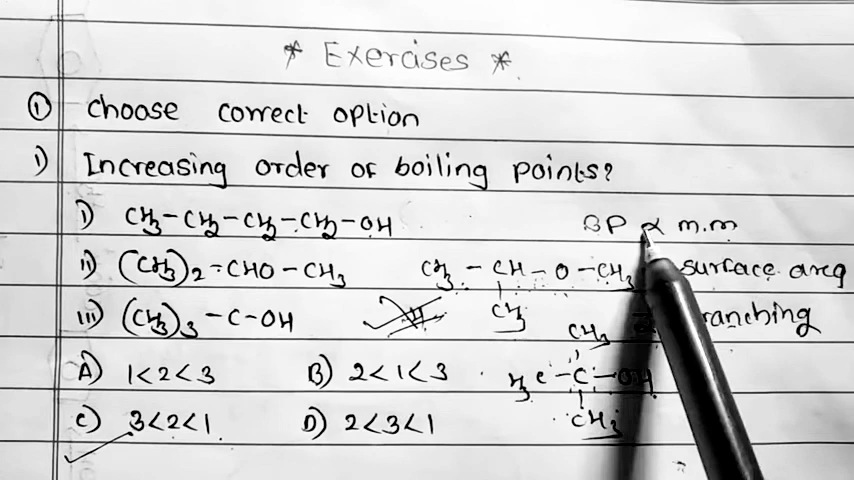 * Exercises *
① Choose correct option
1) Increasing order of boiling points?
I) CH3-CH2-CH2-CH2-OH BP ∝ m.m
II) (CH3)2-CHO-CH3 CH3-CH-O-CH3 surface area
III) (CH3)3-C-OH CH3 ranching
CH3
A) 1<2<3 B) 2<1<3 H3C-C-OH
C) 3<2<1 D) 2<3<1 CH3